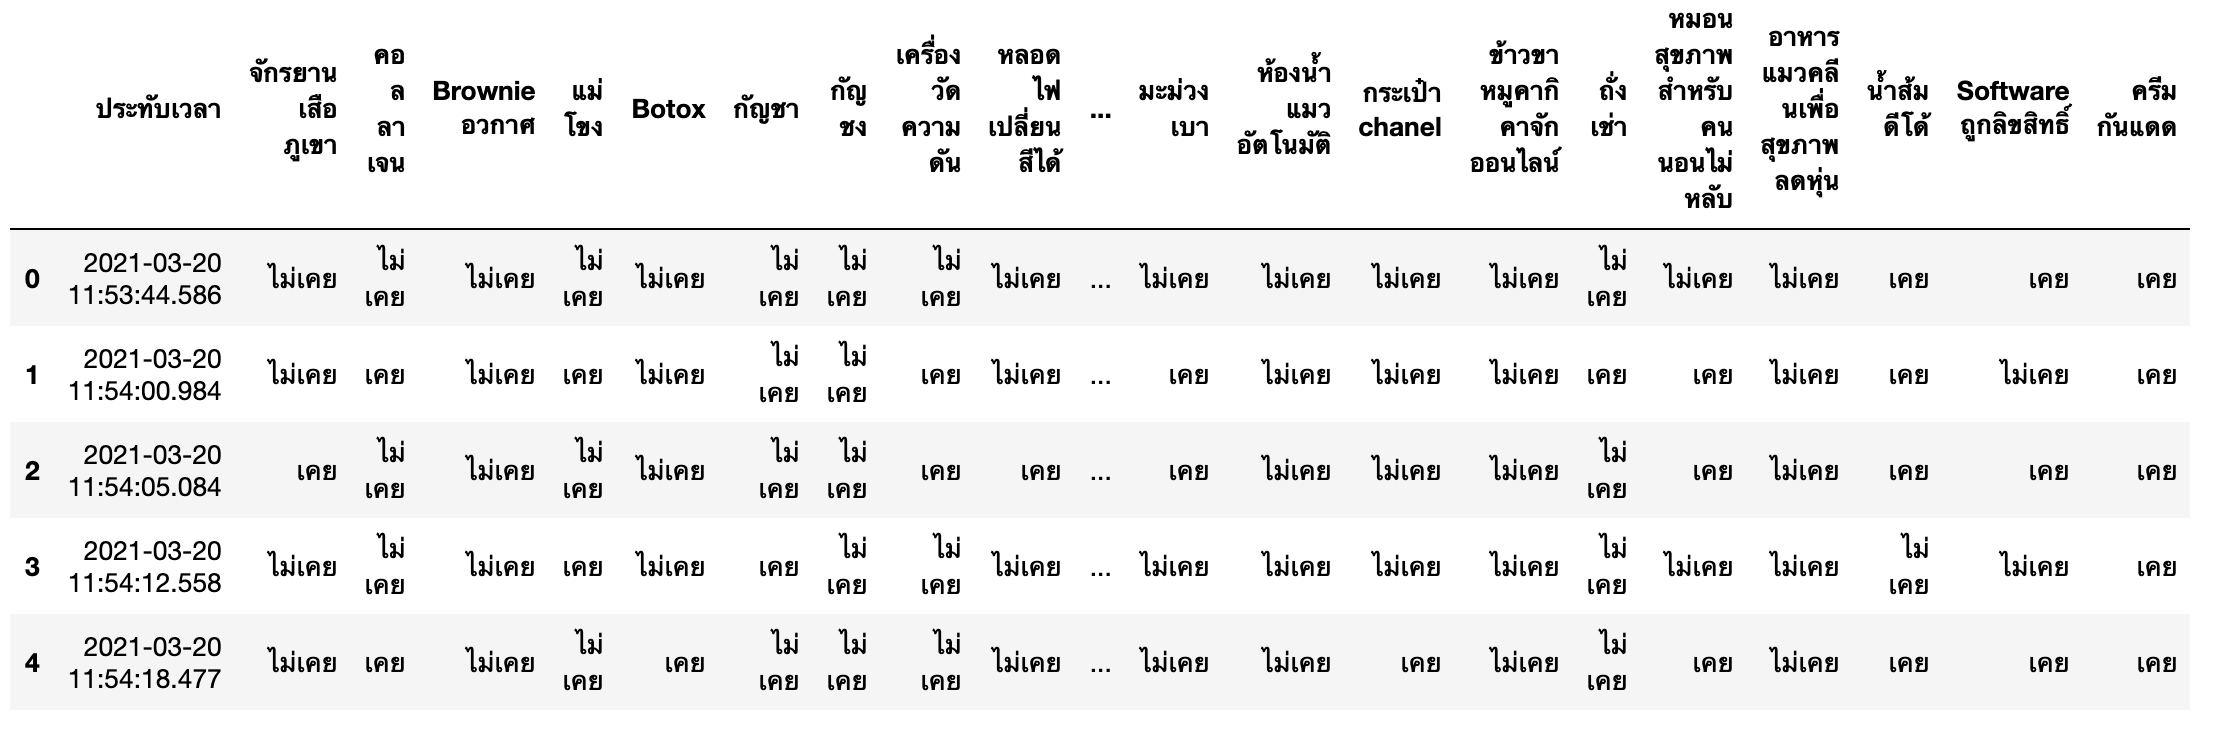 ประทับเวลา จักรยานเสือภูเขา คอลลาเจน Brownie อวกาศ แม่โขง Botox กัญชา กัญชง เครื่องวัดความดัน หลอดไฟเปลี่ยนสีได้ ... มะม่วงเบา ห้องน้ำแมวอัตโนมัติ กระเป๋า chanel ข้าวขาหมูคากิคาจักออนไลน์ ถั่งเช่า หมอนสุขภาพสำหรับคนนอนไม่หลับ อาหารแมวคลีนเพื่อสุขภาพลดหุ่น น้ำส้มดีโด้ Software ถูกลิขสิทธิ์ ครีมกันแดด
0 2021-03-20 11:53:44.586 ไม่เคย ไม่เคย ไม่เคย ไม่เคย ไม่เคย ไม่เคย ไม่เคย ไม่เคย ไม่เคย ... ไม่เคย ไม่เคย ไม่เคย ไม่เคย ไม่เคย ไม่เคย ไม่เคย เคย เคย เคย
1 2021-03-20 11:54:00.984 ไม่เคย เคย ไม่เคย เคย ไม่เคย ไม่เคย ไม่เคย เคย ไม่เคย ... เคย ไม่เคย ไม่เคย ไม่เคย เคย เคย ไม่เคย เคย ไม่เคย เคย
2 2021-03-20 11:54:05.084 เคย ไม่เคย ไม่เคย ไม่เคย ไม่เคย ไม่เคย ไม่เคย เคย เคย ... เคย ไม่เคย ไม่เคย ไม่เคย ไม่เคย เคย ไม่เคย เคย เคย เคย
3 2021-03-20 11:54:12.558 ไม่เคย ไม่เคย ไม่เคย เคย ไม่เคย เคย ไม่เคย ไม่เคย ไม่เคย ... ไม่เคย ไม่เคย ไม่เคย ไม่เคย ไม่เคย ไม่เคย ไม่เคย ไม่เคย ไม่เคย เคย
4 2021-03-20 11:54:18.477 ไม่เคย เคย ไม่เคย ไม่เคย เคย ไม่เคย ไม่เคย ไม่เคย ไม่เคย ... ไม่เคย ไม่เคย เคย ไม่เคย ไม่เคย เคย ไม่เคย เคย เคย เคย